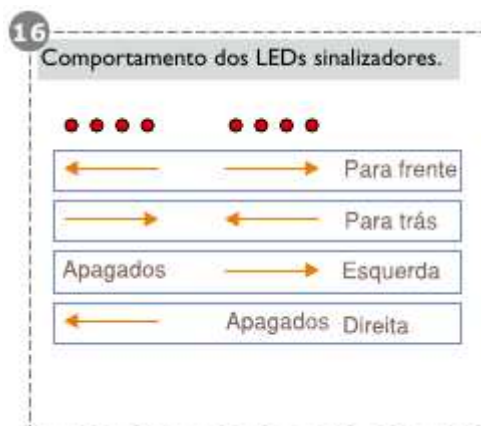 16
Comportamento dos LEDs sinalizadores.
Para frente
Para trás
Apagados Esquerda
Apagados Direita